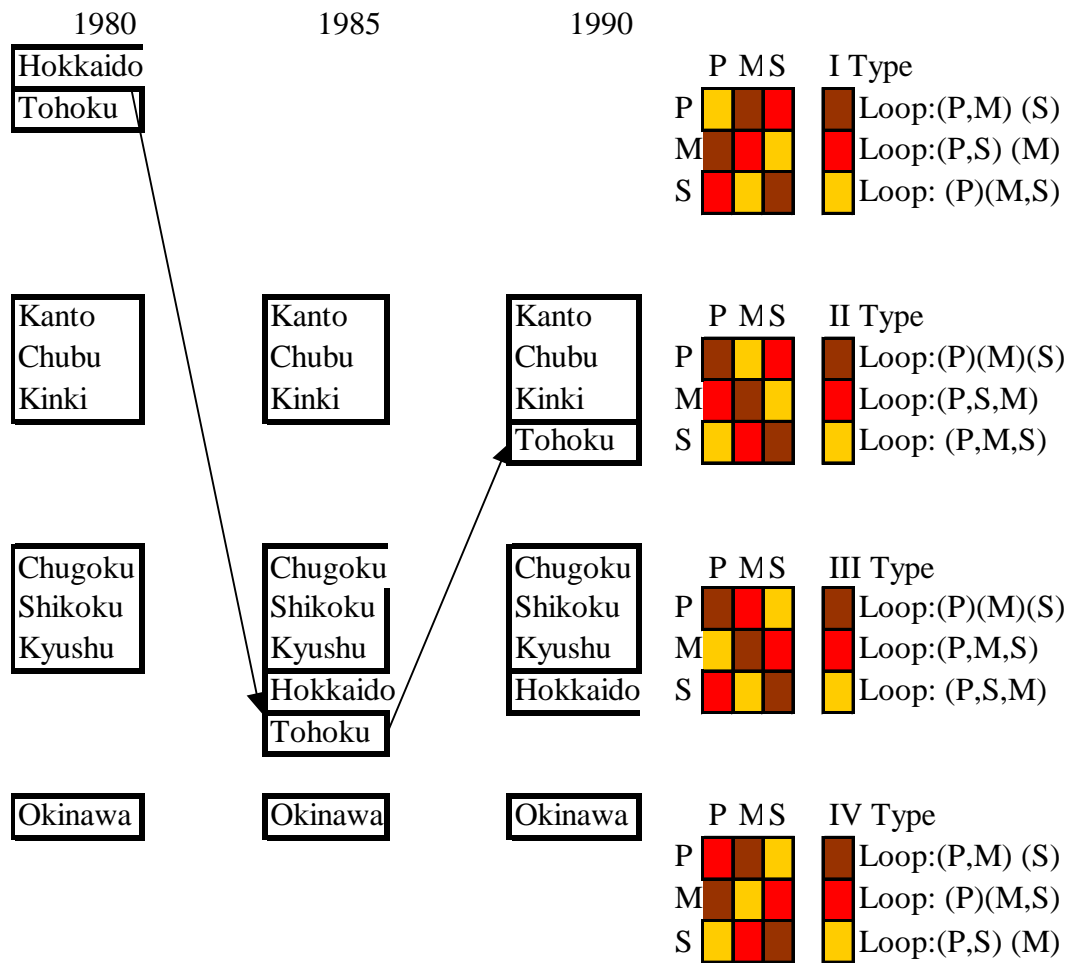 1980 1985 1990
Hokkaido P M S I Type
Tohoku P Loop:(P,M) (S)
M Loop:(P,S) (M)
S Loop: (P)(M,S)
Kanto Kanto Kanto P M S II Type
Chubu Chubu Chubu P Loop:(P)(M)(S)
Kinki Kinki Kinki M Loop:(P,S,M)
Tohoku S Loop: (P,M,S)
Chugoku Chugoku Chugoku P M S III Type
Shikoku Shikoku Shikoku P Loop:(P)(M)(S)
Kyushu Kyushu Kyushu M Loop:(P,M,S)
Hokkaido Hokkaido S Loop: (P,S,M)
Tohoku
Okinawa Okinawa Okinawa P M S IV Type
P Loop:(P,M) (S)
M Loop: (P)(M,S)
S Loop:(P,S) (M)